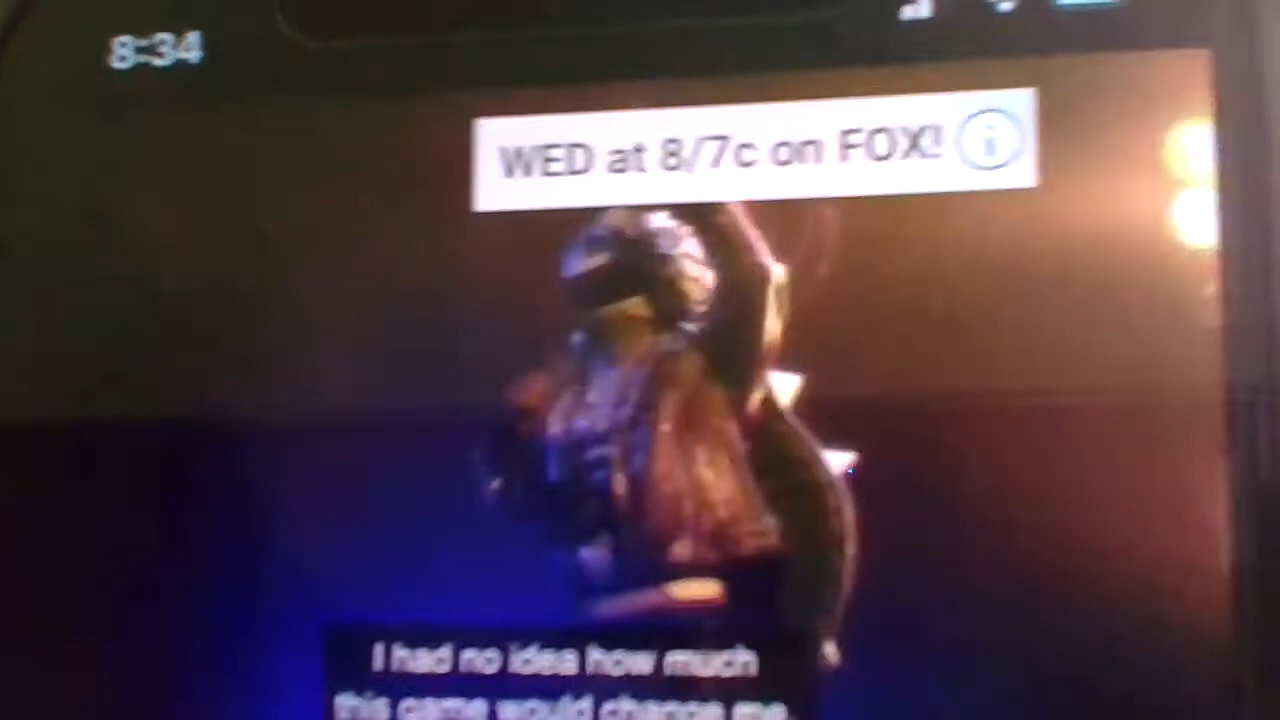 8:34
WED at 8/7c on FOX!
I had no idea how much
this game would change me.